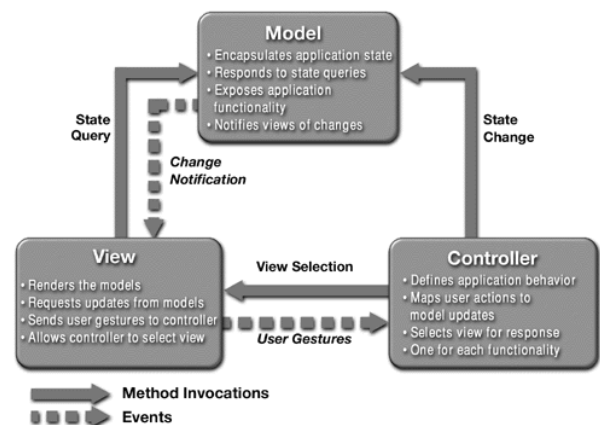 Model
• Encapsulates application state
• Responds to state queries
• Exposes application
functionality
• Notifies views of changes
State
Query
Change
Notification
State
Change
View
• Renders the models
• Requests updates from models
• Sends user gestures to controller
• Allows controller to select view
View Selection
User Gestures
Controller
• Defines application behavior
• Maps user actions to
model updates
• Selects view for response
• One for each functionality
Method Invocations
Events